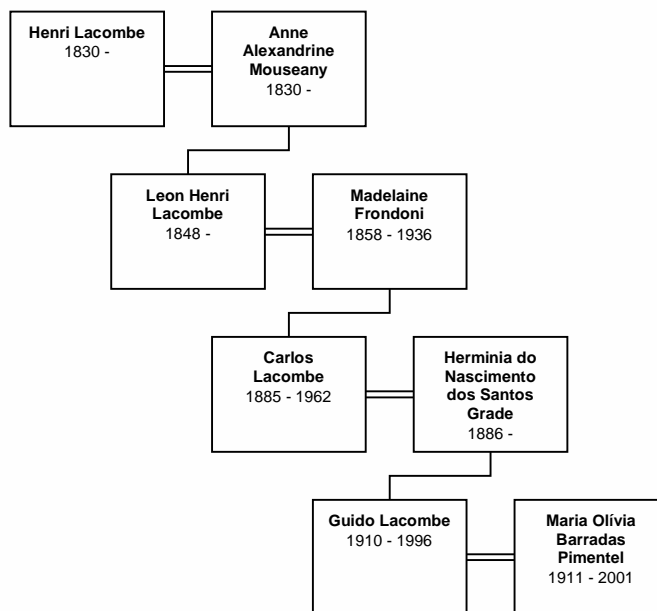 Henri Lacombe
1830 -
Anne
Alexandrine
Mouseany
1830 -
Leon Henri
Lacombe
1848 -
Madelaine
Frondoni
1858 - 1936
Carlos
Lacombe
1885 - 1962
Herminia do
Nascimento
dos Santos
Grade
1886 -
Guido Lacombe
1910 - 1996
Maria Olívia
Barradas
Pimentel
1911 - 2001